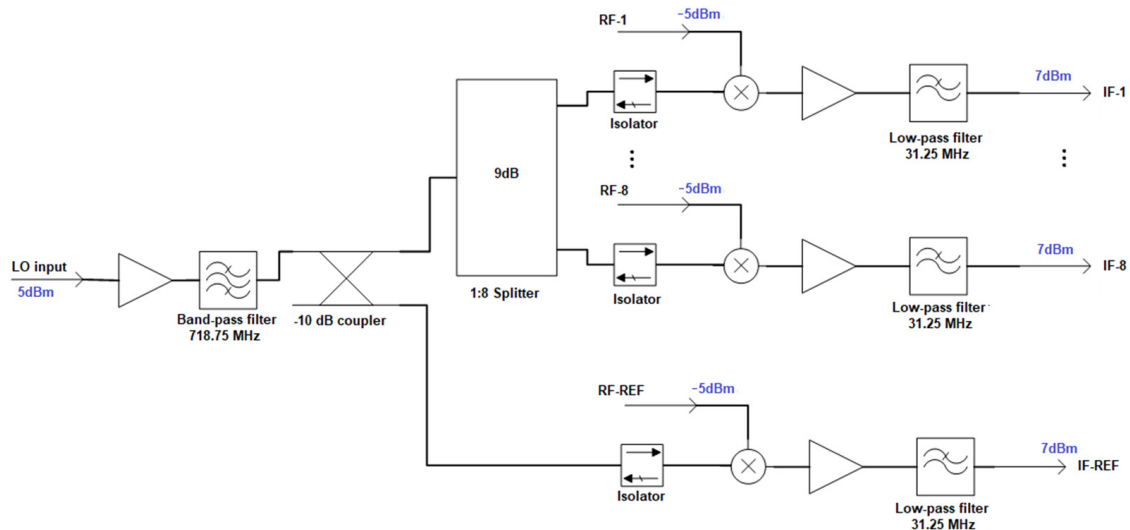 RF-1
−5dBm
7dBm
IF-1
Isolator
Low-pass filter
31.25 MHz
9dB
RF-8
−5dBm
7dBm
IF-8
LO input
5dBm
Isolator
Low-pass filter
31.25 MHz
1:8 Splitter
Band-pass filter
718.75 MHz
-10 dB coupler
RF-REF
−5dBm
7dBm
IF-REF
Isolator
Low-pass filter
31.25 MHz